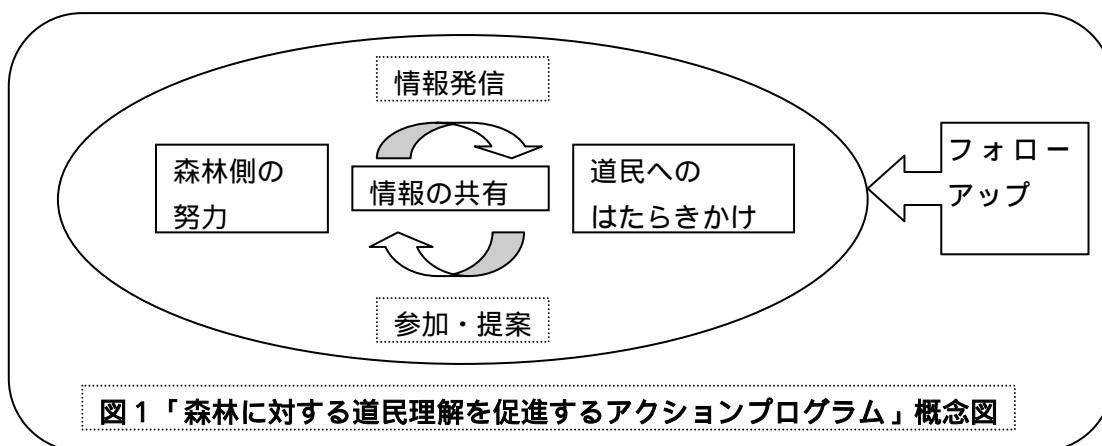 情報発信
森林側の
努力
情報の共有
道民への
はたらきかけ
フォロー
アップ
参加・提案
図1「森林に対する道民理解を促進するアクションプログラム」概念図